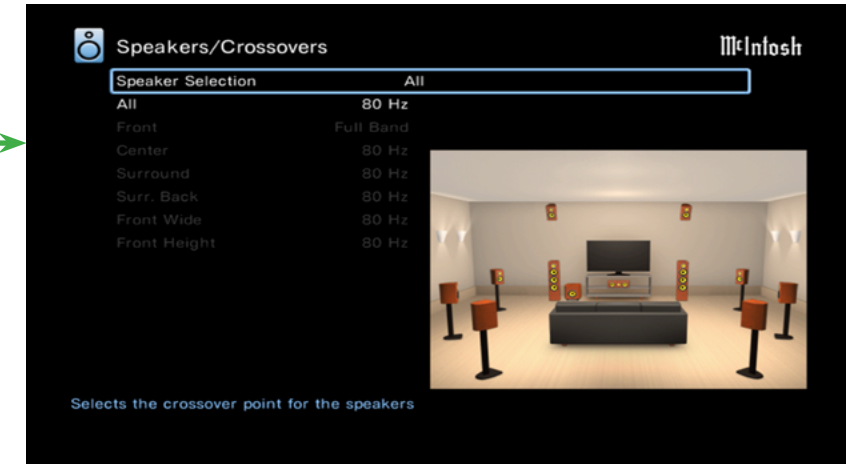 Speakers/Crossovers
McIntosh
Speaker Selection All
All 80 Hz
Front Full Band
Center 80 Hz
Surround 80 Hz
Surr. Back 80 Hz
Front Wide 80 Hz
Front Height 80 Hz
Selects the crossover point for the speakers